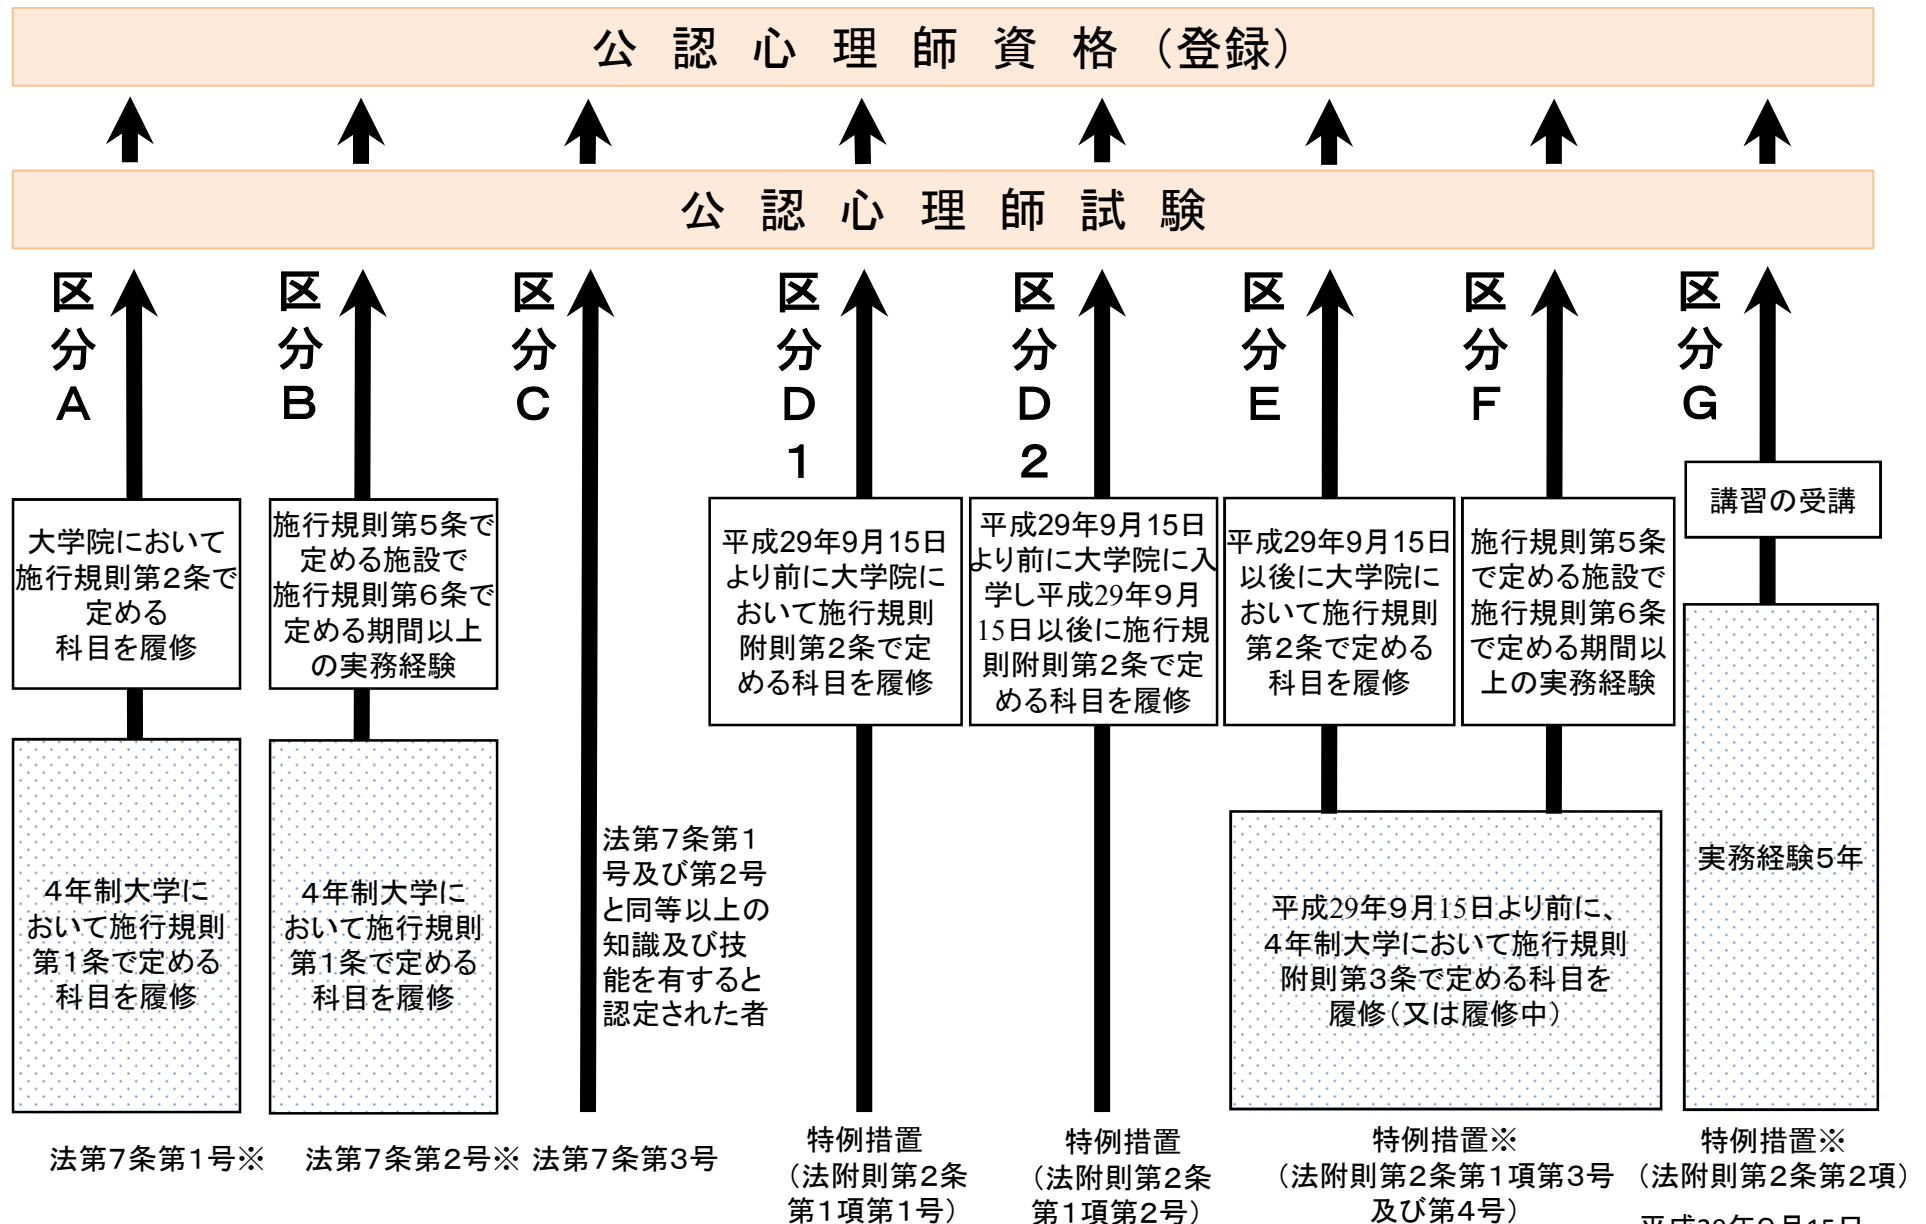 公認心理師資格（登録）
公認心理師試験
区分A
区分B
区分C
区分D1
区分D2
区分E
区分F
区分G
大学院において
施行規則第２条で
定める
科目を履修
施行規則第５条で
定める施設で
施行規則第６条で
定める期間以上
の実務経験
平成29年９月15日
より前に大学院に
おいて施行規則
附則第２条で定
める科目を履修
平成29年９月15日
より前に大学院に入
学し平成29年９月
15日以後に施行規
則附則第２条で定
める科目を履修
平成29年９月15日
以後に大学院に
おいて施行規則
第２条で定める
科目を履修
施行規則第５条
で定める施設で
施行規則第６条
で定める期間以
上の実務経験
講習の受講
４年制大学に
おいて施行規則
第１条で定める
科目を履修
４年制大学に
おいて施行規則
第１条で定める
科目を履修
法第７条第１
号及び第２号
と同等以上の
知識及び技
能を有すると
認定された者
平成29年９月15日より前に、
４年制大学において施行規則
附則第３条で定める科目を
履修（又は履修中）
実務経験５年
法第７条第１号※
法第７条第２号※
法第７条第３号
特例措置
（法附則第２条
第１項第１号）
特例措置
（法附則第２条
第１項第２号）
特例措置※
（法附則第２条第１項第３号
及び第４号）
特例措置※
（法附則第２条第２項）